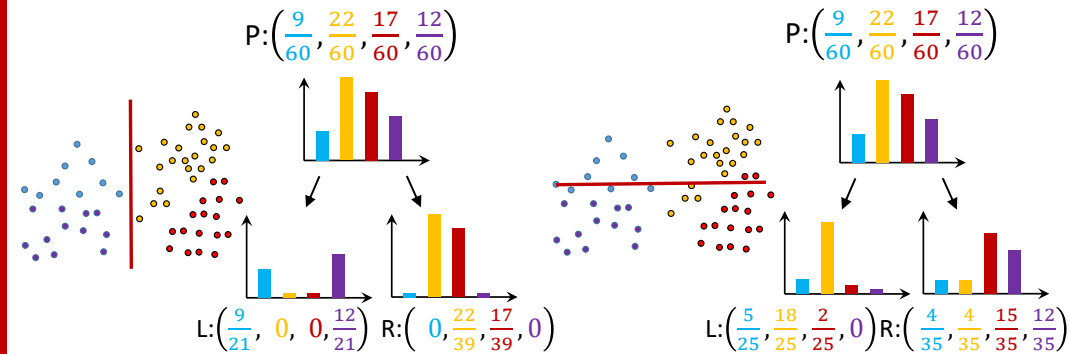 P:(9/60, 22/60, 17/60, 12/60)
L:(9/21, 0, 0, 12/21) R:(0, 22/39, 17/39, 0)
P:(9/60, 22/60, 17/60, 12/60)
L:(5/25, 18/25, 2/25, 0) R:(4/35, 4/35, 15/35, 12/35)